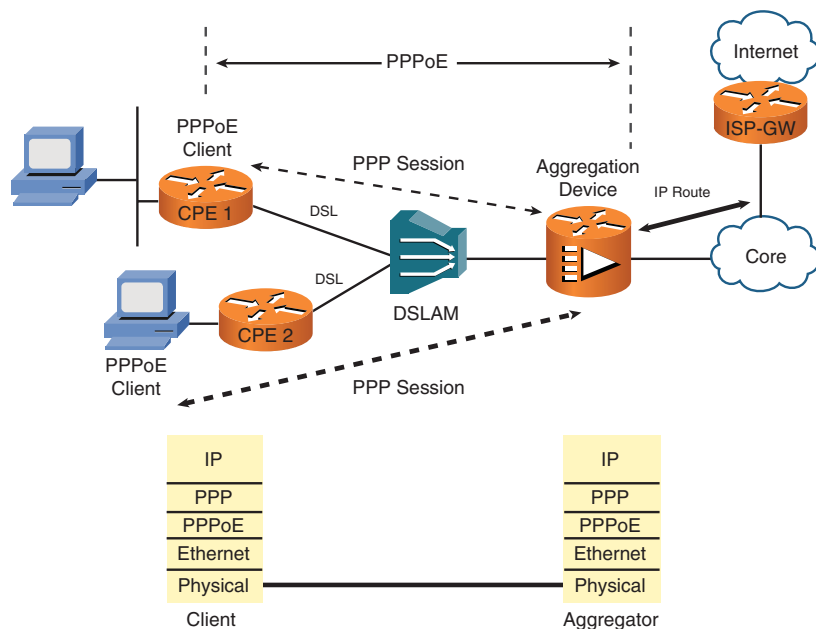 Internet
PPPoE
ISP-GW
PPPoE
Client
PPP Session
Aggregation
Device
IP Route
CPE 1
DSL
Core
DSL
DSLAM
CPE 2
PPPoE
Client
PPP Session
IP
IP
PPP
PPP
PPPoE
PPPoE
Ethernet
Ethernet
Physical
Physical
Client
Aggregator